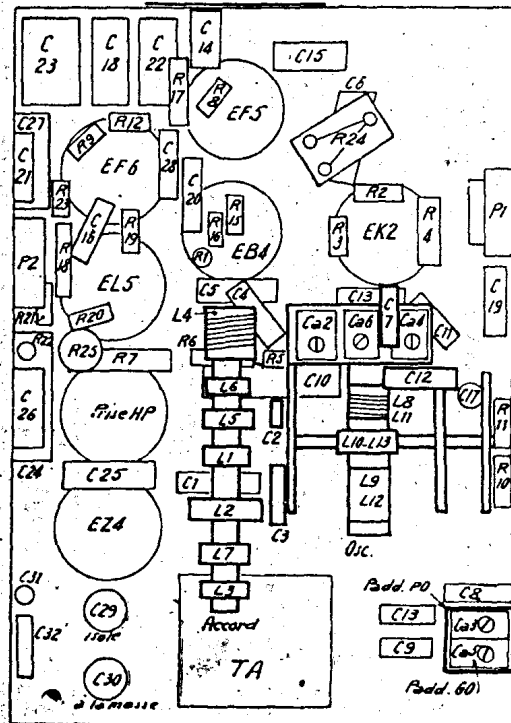 C 23
C 18
C 22
C 14
R 17
R 8
EF5
C15
C6
R24
C27
C 21
R9
R12
C 28
EF6
R 23
C 16
R 19
C 20
R 15
R 16
R1
EB4
R2
R 3
R 4
EK2
P1
P2
R 18
EL5
R20
R21
C5
C4
C13
C 7
C11
C 19
L4
R25
R7
R6
R5
Ca2
Ca6
Ca4
L6
C10
C12
C17
C 26
Prise HP
L5
C2
L8
L11
R 11
L1
L10-L13
C24
C25
C1
L9
L12
R 10
EZ4
L2
C3
L7
Osc.
C31
L3
Padd. PO
C8
C29
isolé
Accord
C13
Ca3
C32
C9
Ca5
TA
C30
à la masse
Padd. GO